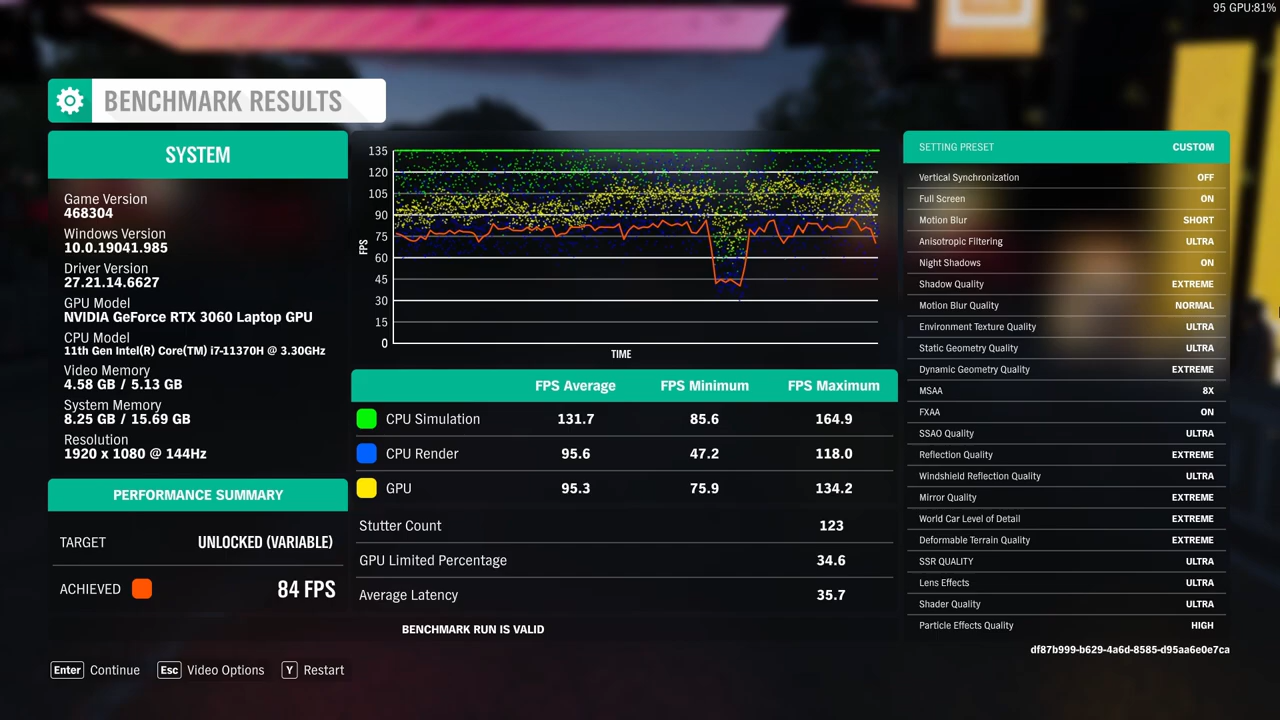 95 GPU:81%
BENCHMARK RESULTS
SYSTEM
Game Version
468304
Windows Version
10.0.19041.985
Driver Version
27.21.14.6627
GPU Model
NVIDIA GeForce RTX 3060 Laptop GPU
CPU Model
11th Gen Intel(R) Core(TM) i7-11370H @ 3.30GHz
Video Memory
4.58 GB / 5.13 GB
System Memory
8.25 GB / 15.69 GB
Resolution
1920 x 1080 @ 144Hz
PERFORMANCE SUMMARY
TARGET UNLOCKED (VARIABLE)
ACHIEVED 84 FPS
135
120
105
90
75
60
45
30
15
0
FPS
TIME
FPS Average FPS Minimum FPS Maximum
CPU Simulation 131.7 85.6 164.9
CPU Render 95.6 47.2 118.0
GPU 95.3 75.9 134.2
Stutter Count 123
GPU Limited Percentage 34.6
Average Latency 35.7
BENCHMARK RUN IS VALID
SETTING PRESET CUSTOM
Vertical Synchronization OFF
Full Screen ON
Motion Blur SHORT
Anisotropic Filtering ULTRA
Night Shadows ON
Shadow Quality EXTREME
Motion Blur Quality NORMAL
Environment Texture Quality ULTRA
Static Geometry Quality ULTRA
Dynamic Geometry Quality EXTREME
MSAA 8X
FXAA ON
SSAO Quality ULTRA
Reflection Quality EXTREME
Windshield Reflection Quality ULTRA
Mirror Quality EXTREME
World Car Level of Detail EXTREME
Deformable Terrain Quality EXTREME
SSR QUALITY ULTRA
Lens Effects ULTRA
Shader Quality ULTRA
Particle Effects Quality HIGH
df87b999-b629-4a6d-8585-d95aa6e0e7ca
Enter Continue Esc Video Options Y Restart